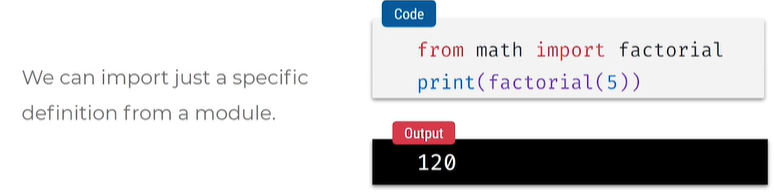 We can import just a specific
definition from a module.
Code
from math import factorial
print(factorial(5))
Output
120